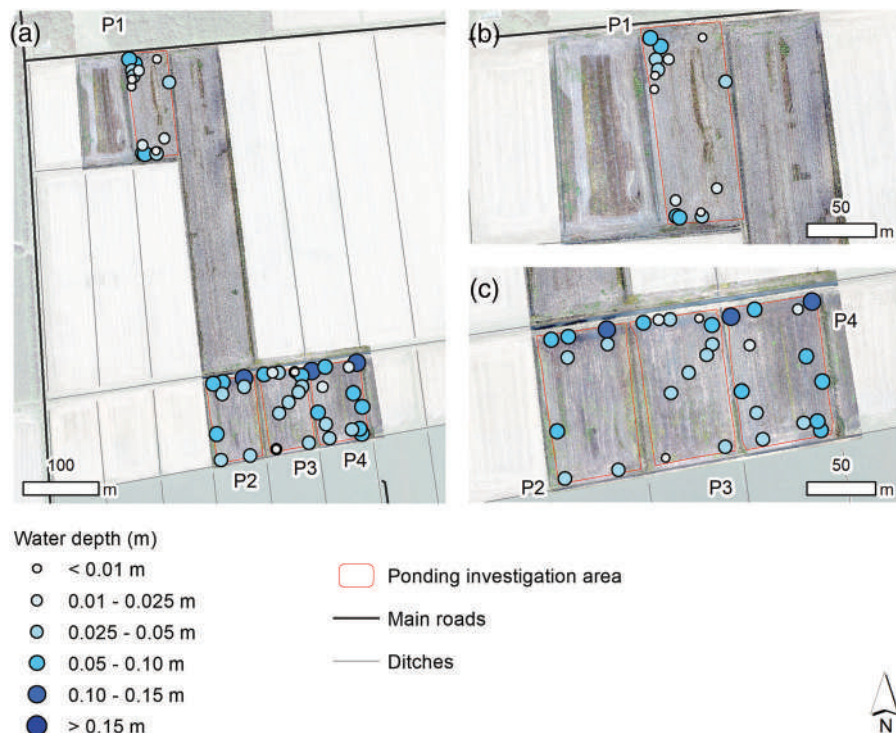 (a)
P1
100
m
P2
P3
P4
(b)
P1
50
m
(c)
P4
P2
P3
50
m
Water depth (m)
< 0.01 m
0.01 - 0.025 m
0.025 - 0.05 m
0.05 - 0.10 m
0.10 - 0.15 m
> 0.15 m
Ponding investigation area
Main roads
Ditches
N